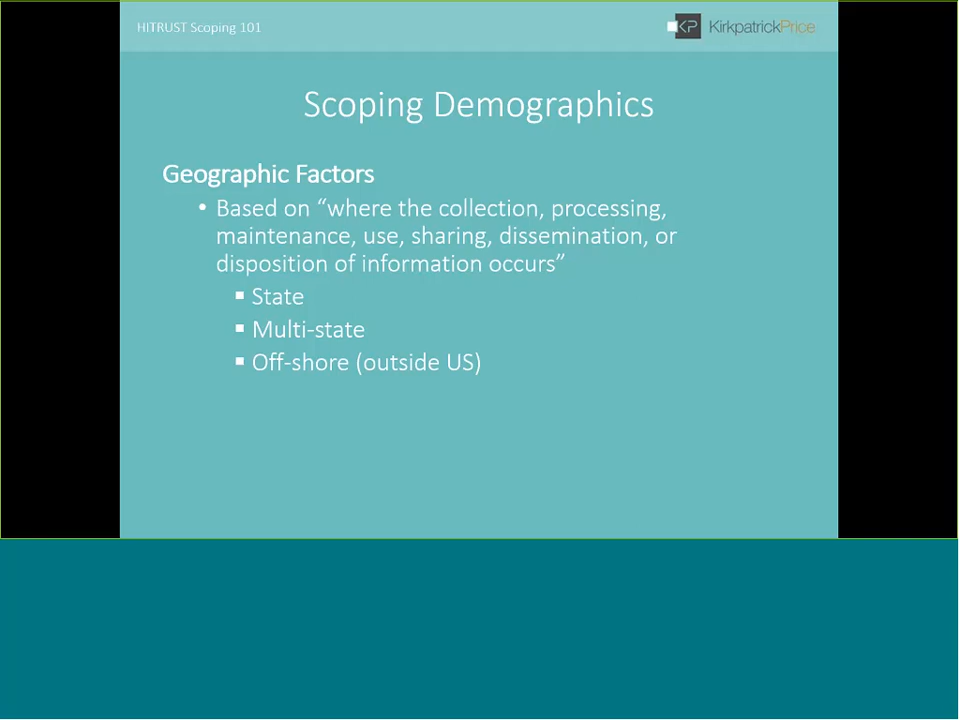 HITRUST Scoping 101
KP KirkpatrickPrice
Scoping Demographics
Geographic Factors
• Based on “where the collection, processing,
maintenance, use, sharing, dissemination, or
disposition of information occurs”
▪ State
▪ Multi-state
▪ Off-shore (outside US)